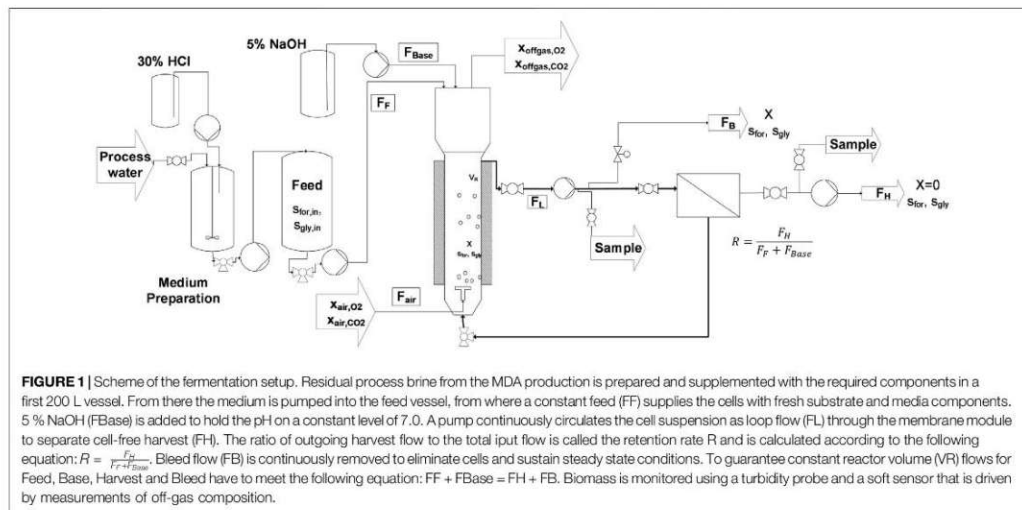 5% NaOH
F_Base
x_offgas,O2
x_offgas,CO2
30% HCl
F_F
Process
water
F_B
X
S_for, S_gly
Sample
V_R
Feed
S_for,in,
S_gly,in
F_L
F_H
X=0
S_for, S_gly
X
S_for, S_gly
Sample
R = F_H / (F_F + F_Base)
Medium
Preparation
F_air
x_air,O2
x_air,CO2
FIGURE 1 | Scheme of the fermentation setup. Residual process brine from the MDA production is prepared and supplemented with the required components in a
first 200 L vessel. From there the medium is pumped into the feed vessel, from where a constant feed (FF) supplies the cells with fresh substrate and media components.
5 % NaOH (FBase) is added to hold the pH on a constant level of 7.0. A pump continuously circulates the cell suspension as loop flow (FL) through the membrane module
to separate cell-free harvest (FH). The ratio of outgoing harvest flow to the total iput flow is called the retention rate R and is calculated according to the following
equation: R = F_H / (F_F + F_Base). Bleed flow (FB) is continuously removed to eliminate cells and sustain steady state conditions. To guarantee constant reactor volume (VR) flows for
Feed, Base, Harvest and Bleed have to meet the following equation: FF + FBase = FH + FB. Biomass is monitored using a turbidity probe and a soft sensor that is driven
by measurements of off-gas composition.